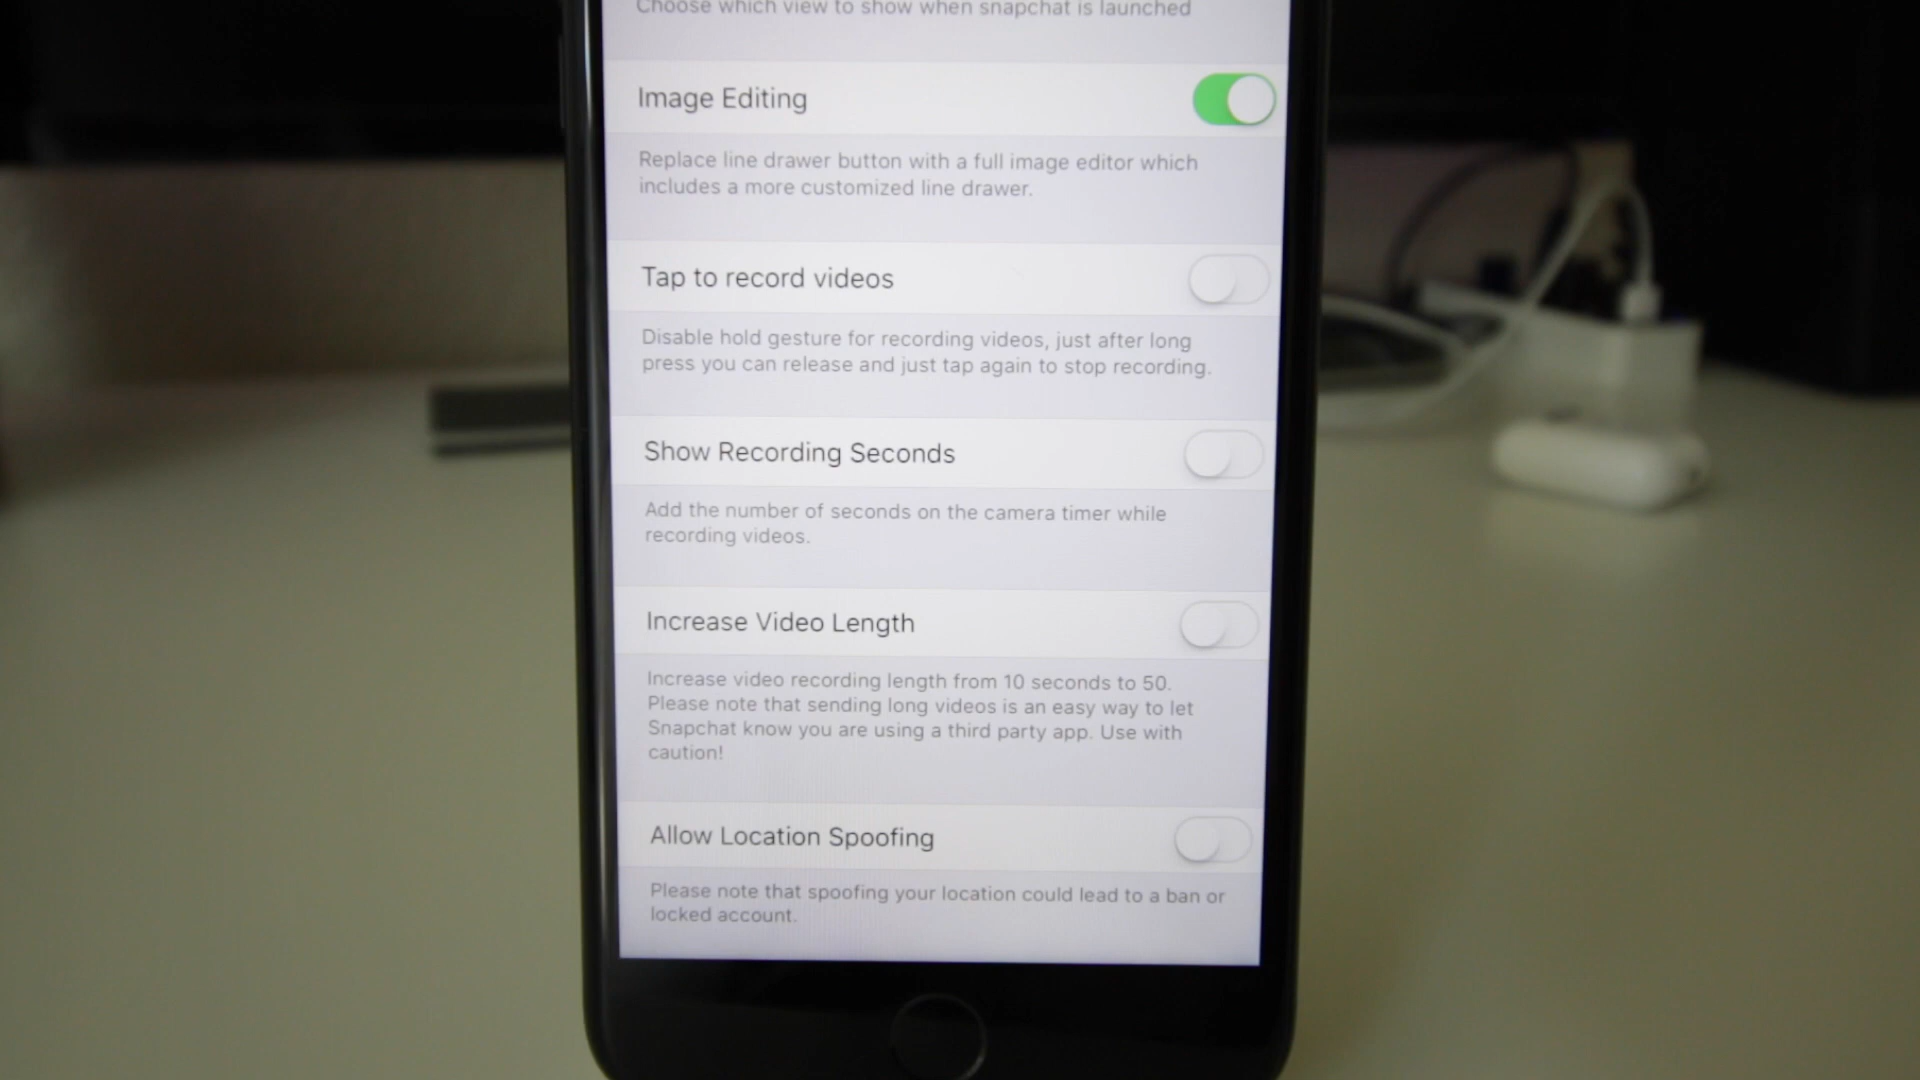 Choose which view to show when snapchat is launched
Image Editing
Replace line drawer button with a full image editor which
includes a more customized line drawer.
Tap to record videos
Disable hold gesture for recording videos, just after long
press you can release and just tap again to stop recording.
Show Recording Seconds
Add the number of seconds on the camera timer while
recording videos.
Increase Video Length
Increase video recording length from 10 seconds to 50.
Please note that sending long videos is an easy way to let
Snapchat know you are using a third party app. Use with
caution!
Allow Location Spoofing
Please note that spoofing your location could lead to a ban or
locked account.